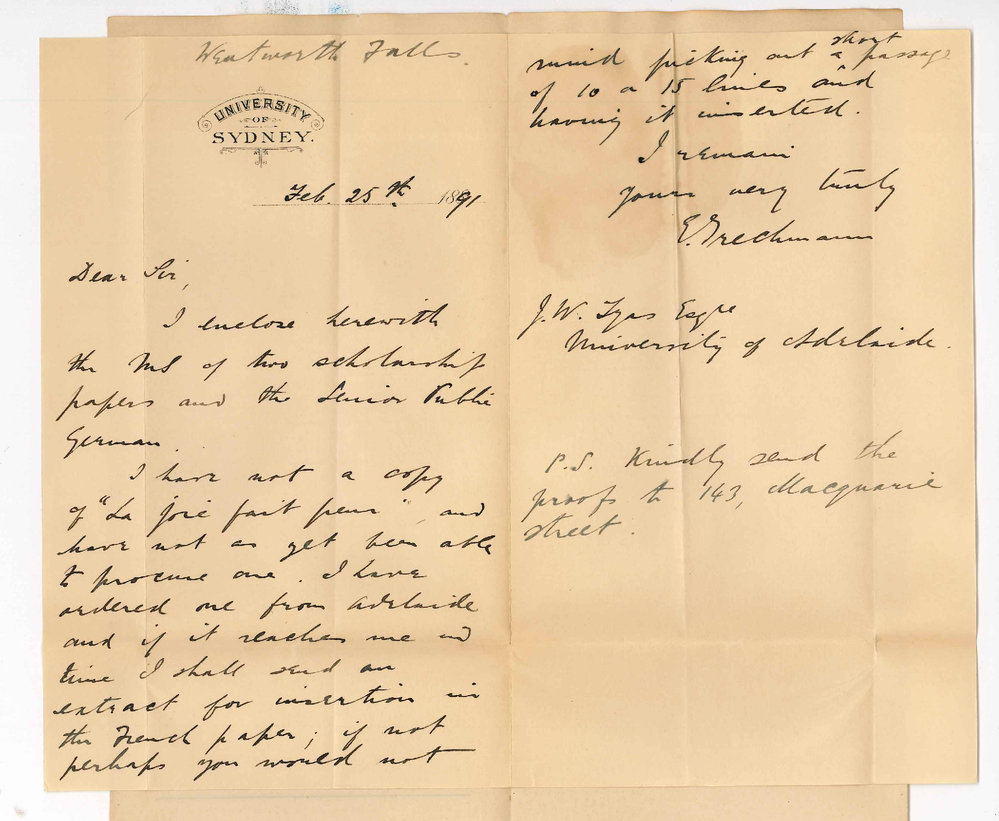 Wentworth Falls.
UNIVERSITY
OF
SYDNEY.
Feb. 25th 1891
Dear Sir,
I enclose herewith
the MS of two scholarship
papers and the Senior Public
German.
I have not a copy
of "La joie fait peur", and
have not as yet been able
to procure one. I have
ordered one from Adelaide
and if it reaches me in
time I shall send an
extract for insertion in
the French paper; if not
perhaps you would not
mind picking out a short passage
of 10 or 15 lines and
having it inserted.
I remain
yours very truly
E. Trechmann
J. W. Tyas Esqre
University of Adelaide.
P.S. Kindly send the
proofs to 143, Macquarie
street.